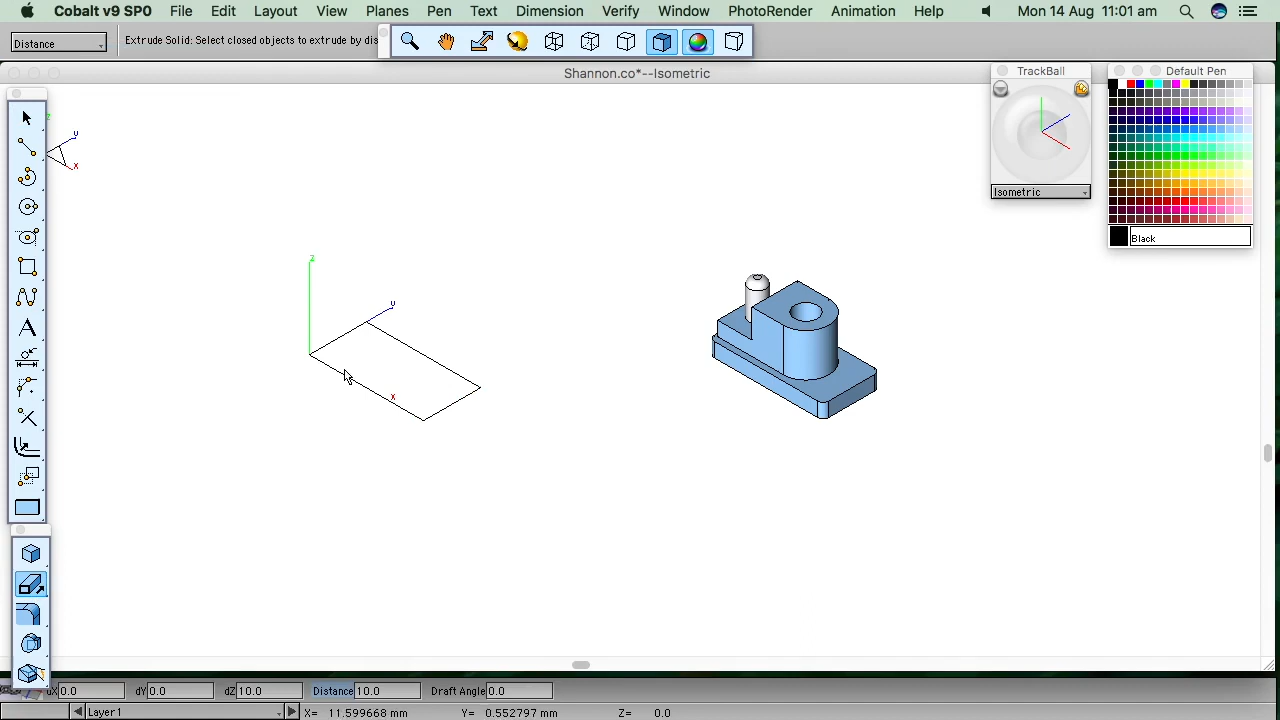 Cobalt v9 SP0 File Edit Layout View Planes Pen Text Dimension Verify Window PhotoRender Animation Help Mon 14 Aug 11:01 am
Distance Extrude Solid: Select closed objects to extrude by dis
Shannon.co*--Isometric
TrackBall
Default Pen
Isometric
Black
z
y
x
z
y
x
A
dX 0.0 dY 0.0 dZ 10.0 Distance 10.0 Draft Angle 0.0
Layer1 X= 11.599668 mm Y= 0.552797 mm Z= 0.0